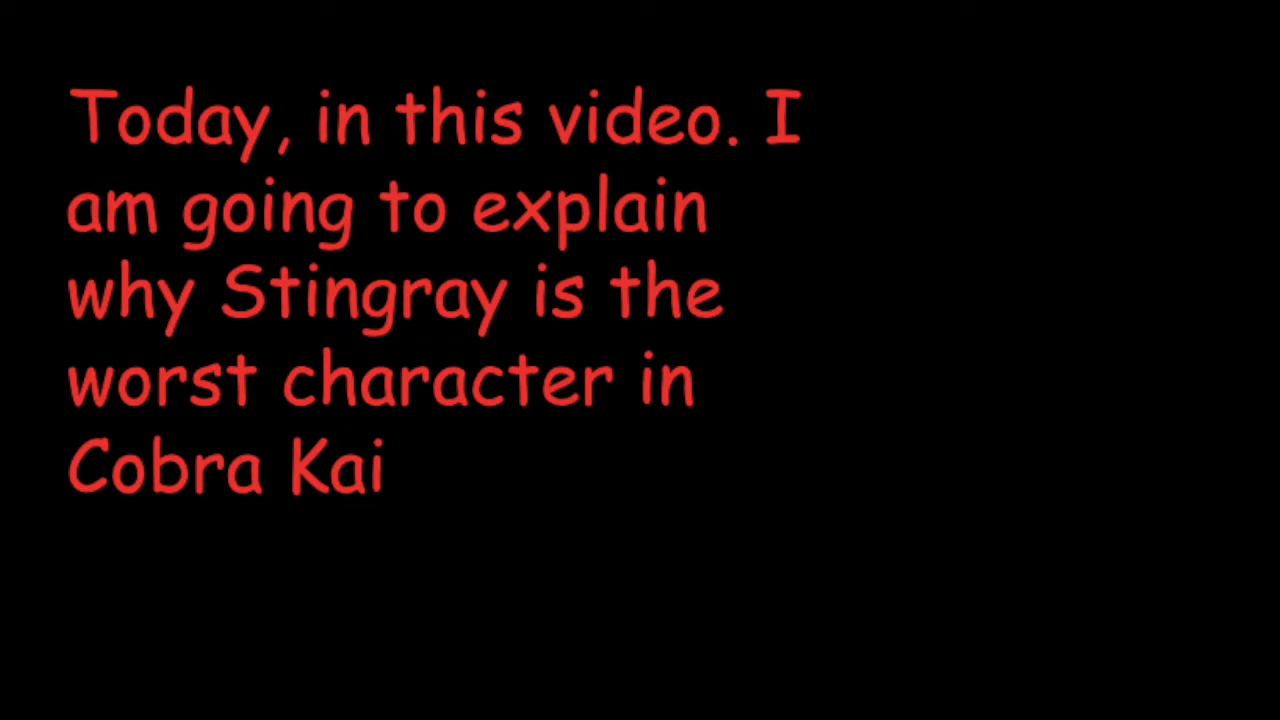 Today, in this video. I
am going to explain
why Stingray is the
worst character in
Cobra Kai